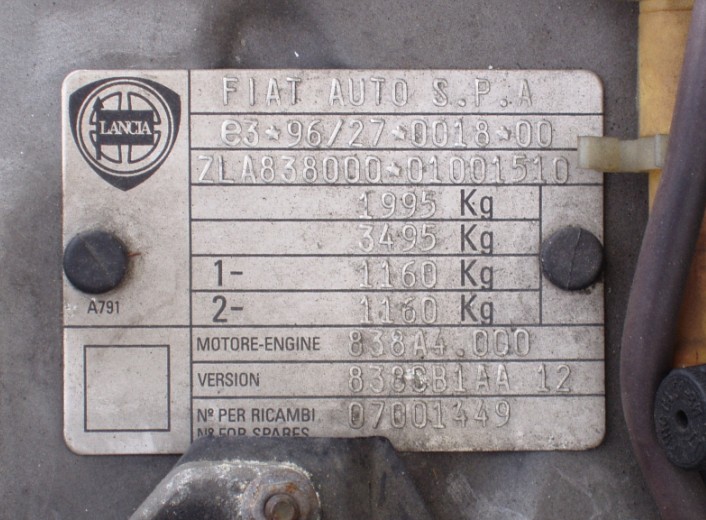 LANCIA
FIAT AUTO S.P.A
e3*96/27*0018*00
ZLA838000*01001510
1995 Kg
3495 Kg
1- 1160 Kg
2- 1160 Kg
A791
MOTORE-ENGINE 838A4.000
VERSION 838CB1AA 12
Nº PER RICAMBI 07001449
Nº FOR SPARES